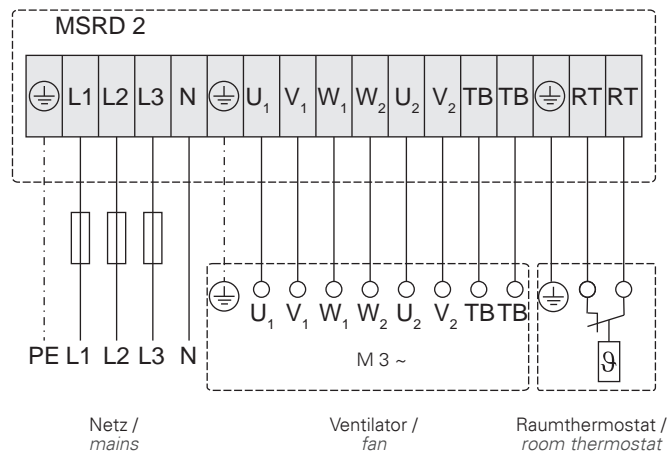 MSRD 2
L1 L2 L3 N U1 V1 W1 W2 U2 V2 TB TB RT RT
U1 V1 W1 W2 U2 V2 TB TB
PE L1 L2 L3 N
M 3 ~
ϑ
Netz / Ventilator / Raumthermostat /
mains fan room thermostat